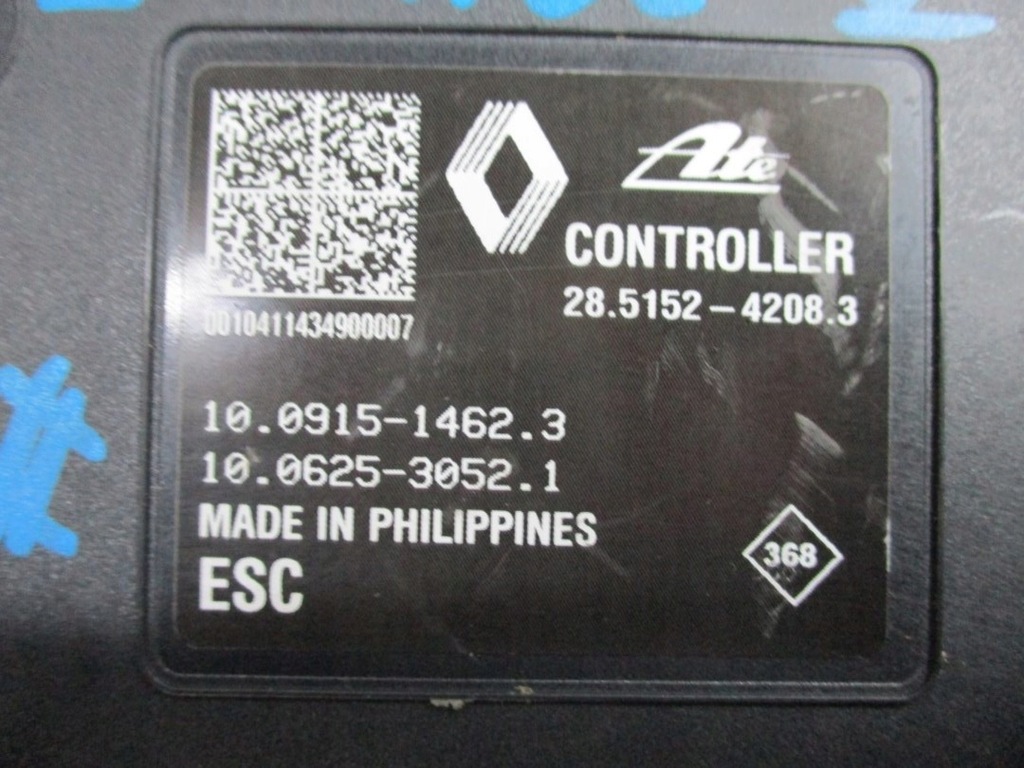 Ate
CONTROLLER
28.5152-4208.3
0010411434900007
10.0915-1462.3
10.0625-3052.1
MADE IN PHILIPPINES
ESC
368